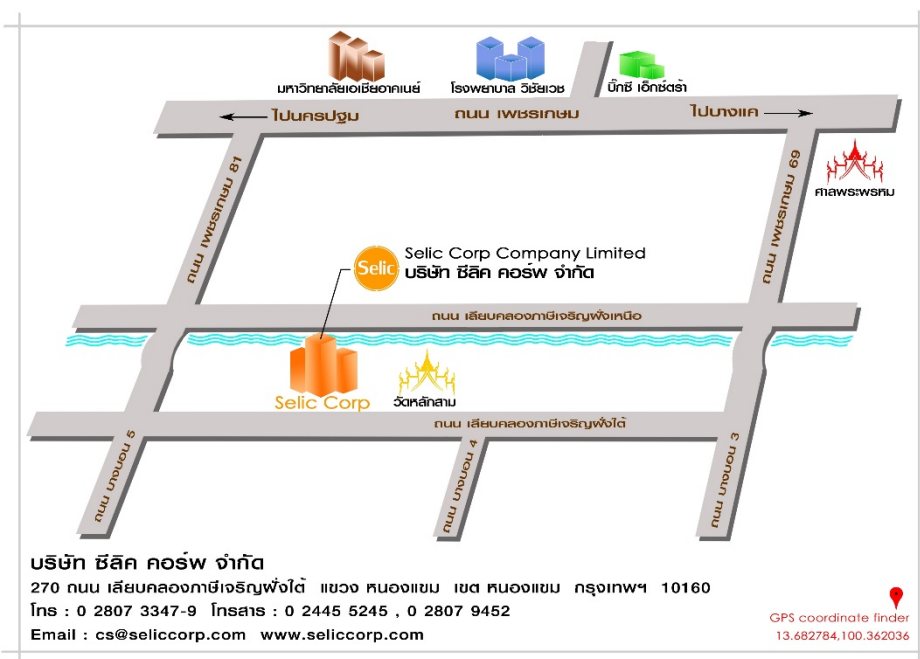 มหาวิทยาลัยเอเชียอาคเนย์
โรงพยาบาล วิชัยเวช
บิ๊กซี เอ็กซ์ตร้า
ไปนครปฐม
ถนน เพชรเกษม
ไปบางแค
ถนน เพชรเกษม 81
ถนน เพชรเกษม 69
ศาลพระพรหม
Selic
Selic Corp Company Limited
บริษัท ซีลิค คอร์พ จำกัด
ถนน เลียบคลองภาษีเจริญฝั่งเหนือ
Selic Corp
วัดหลักสาม
ถนน เลียบคลองภาษีเจริญฝั่งใต้
ถนน บางบอน 5
ถนน บางบอน 4
ถนน บางบอน 3
บริษัท ซีลิค คอร์พ จำกัด
270 ถนน เลียบคลองภาษีเจริญฝั่งใต้ แขวง หนองแขม เขต หนองแขม กรุงเทพฯ 10160
โทร : 0 2807 3347-9 โทรสาร : 0 2445 5245 , 0 2807 9452
Email : cs@seliccorp.com www.seliccorp.com
GPS coordinate finder
13.682784,100.362036